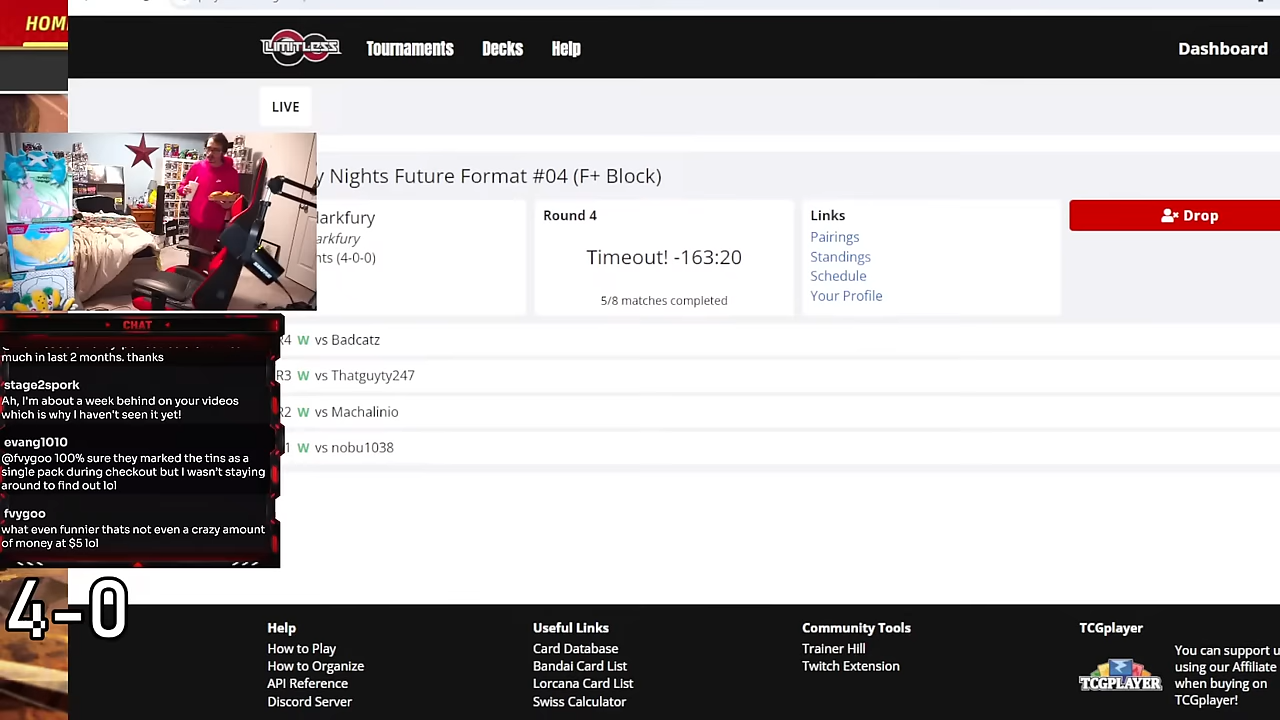 HOM
LIMITLESS
Tournaments
Decks
Help
Dashboard
LIVE
y Nights Future Format #04 (F+ Block)
arkfury
arkfury
nts (4-0-0)
Round 4
Timeout! -163:20
5/8 matches completed
Links
Pairings
Standings
Schedule
Your Profile
Drop
R4 W vs Badcatz
R3 W vs Thatguyty247
R2 W vs Machalinio
1 W vs nobu1038
CHAT
much in last 2 months. thanks
stage2spork
Ah, I'm about a week behind on your videos
which is why I haven't seen it yet!
evang1010
@fvygoo 100% sure they marked the tins as a
single pack during checkout but I wasn't staying
around to find out lol
fvygoo
what even funnier thats not even a crazy amount
of money at $5 lol
4-0
Help
How to Play
How to Organize
API Reference
Discord Server
Useful Links
Card Database
Bandai Card List
Lorcana Card List
Swiss Calculator
Community Tools
Trainer Hill
Twitch Extension
TCGplayer
TCGPLAYER
You can support u
using our Affiliate
when buying on
TCGplayer!